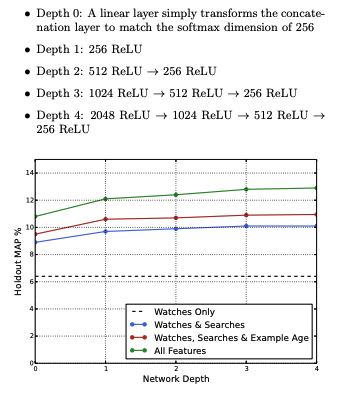 • Depth 0: A linear layer simply transforms the concate-
nation layer to match the softmax dimension of 256
• Depth 1: 256 ReLU
• Depth 2: 512 ReLU → 256 ReLU
• Depth 3: 1024 ReLU → 512 ReLU → 256 ReLU
• Depth 4: 2048 ReLU → 1024 ReLU → 512 ReLU →
256 ReLU
Holdout MAP %
14
12
10
8
6
4
2
0
Watches Only
Watches & Searches
Watches, Searches & Example Age
All Features
0 1 2 3 4
Network Depth